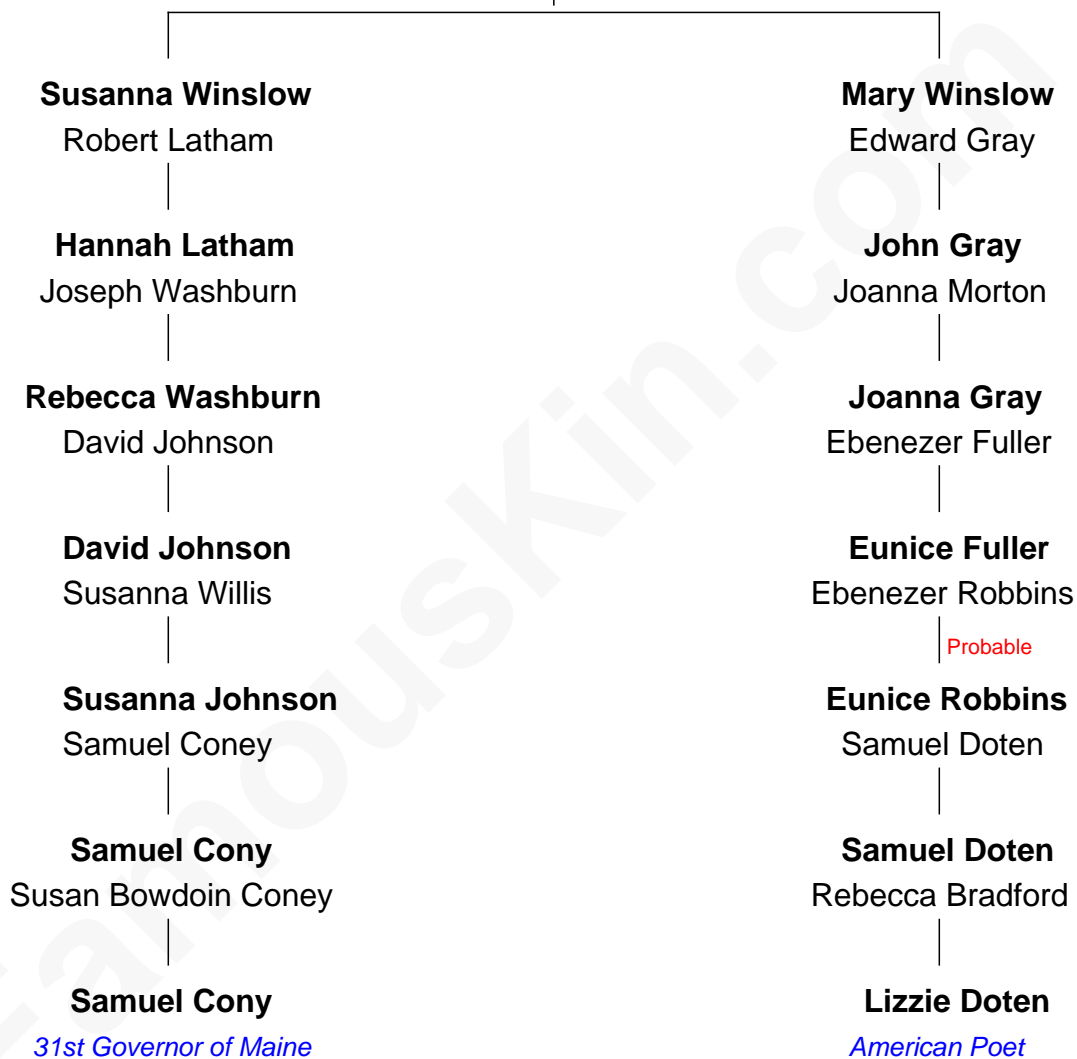 Susanna Winslow
Robert Latham
Mary Winslow
Edward Gray
Hannah Latham
Joseph Washburn
John Gray
Joanna Morton
Rebecca Washburn
David Johnson
Joanna Gray
Ebenezer Fuller
David Johnson
Susanna Willis
Eunice Fuller
Ebenezer Robbins
Probable
Susanna Johnson
Samuel Coney
Eunice Robbins
Samuel Doten
Samuel Cony
Susan Bowdoin Coney
Samuel Doten
Rebecca Bradford
Samuel Cony
31st Governor of Maine
Lizzie Doten
American Poet
FamousKin.com